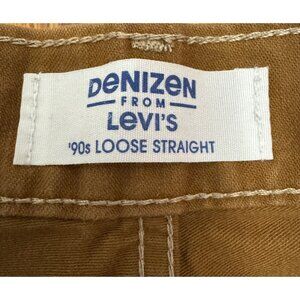 DENIZEN
FROM
LEVI'S
'90s LOOSE STRAIGHT